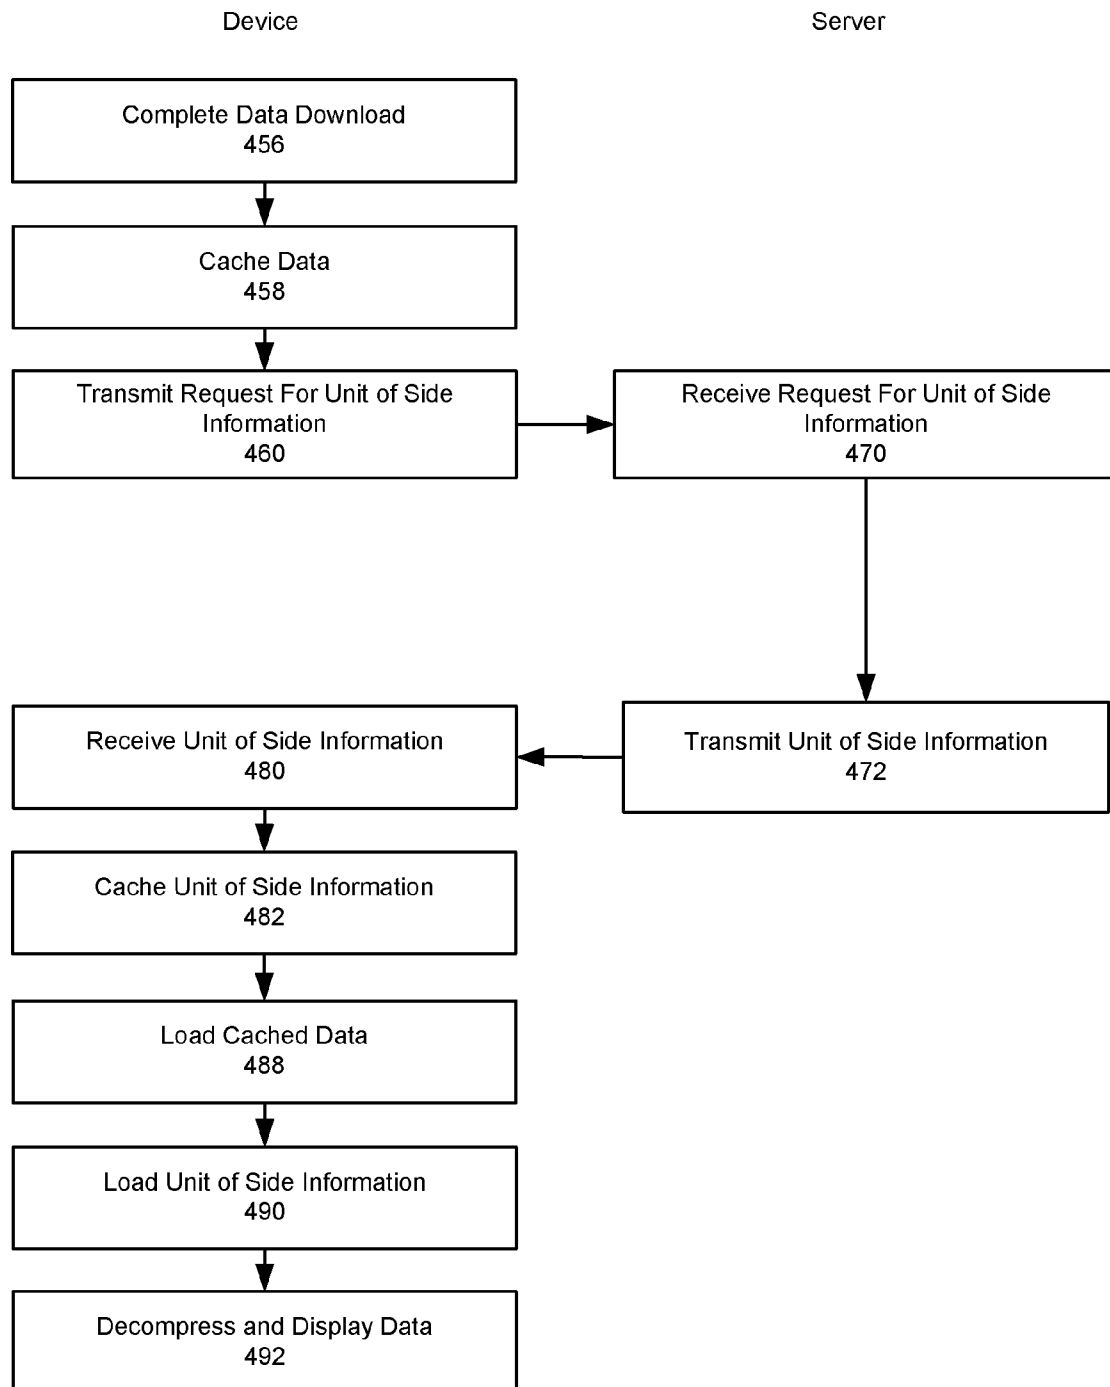 Device
Server
Complete Data Download
456
Cache Data
458
Transmit Request For Unit of Side
Information
460
Receive Request For Unit of Side
Information
470
Receive Unit of Side Information
480
Transmit Unit of Side Information
472
Cache Unit of Side Information
482
Load Cached Data
488
Load Unit of Side Information
490
Decompress and Display Data
492